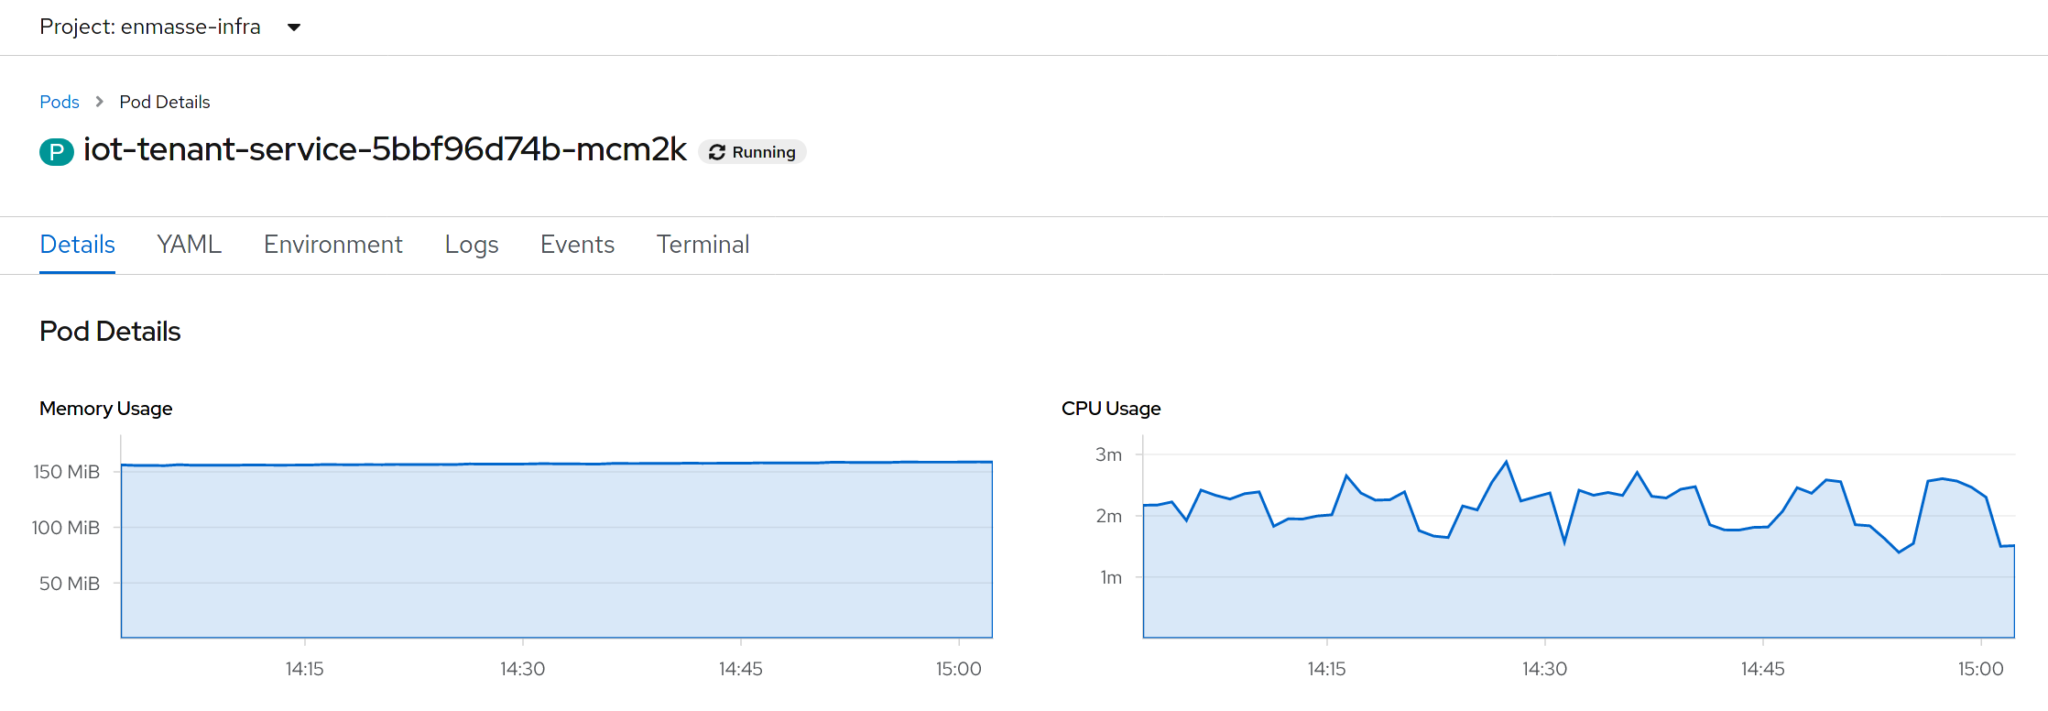 Project: enmasse-infra
Pods > Pod Details
P iot-tenant-service-5bbf96d74b-mcm2k Running
Details YAML Environment Logs Events Terminal
Pod Details
Memory Usage
150 MiB
100 MiB
50 MiB
14:15 14:30 14:45 15:00
CPU Usage
3m
2m
1m
14:15 14:30 14:45 15:00